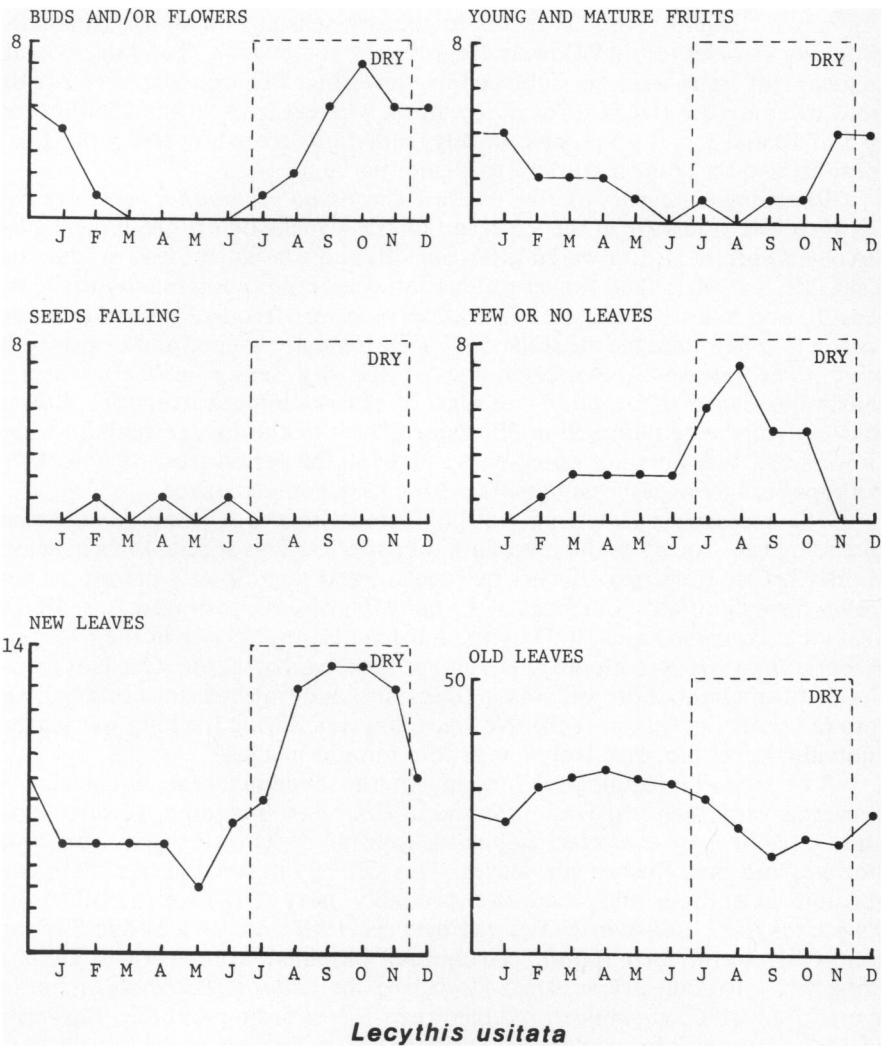 BUDS AND/OR FLOWERS
8
DRY
J F M A M J J A S O N D
YOUNG AND MATURE FRUITS
8
DRY
J F M A M J J A S O N D
SEEDS FALLING
8
DRY
J F M A M J J A S O N D
FEW OR NO LEAVES
8
DRY
J F M A M J J A S O N D
NEW LEAVES
14
DRY
J F M A M J J A S O N D
OLD LEAVES
50
DRY
J F M A M J J A S O N D
Lecythis usitata